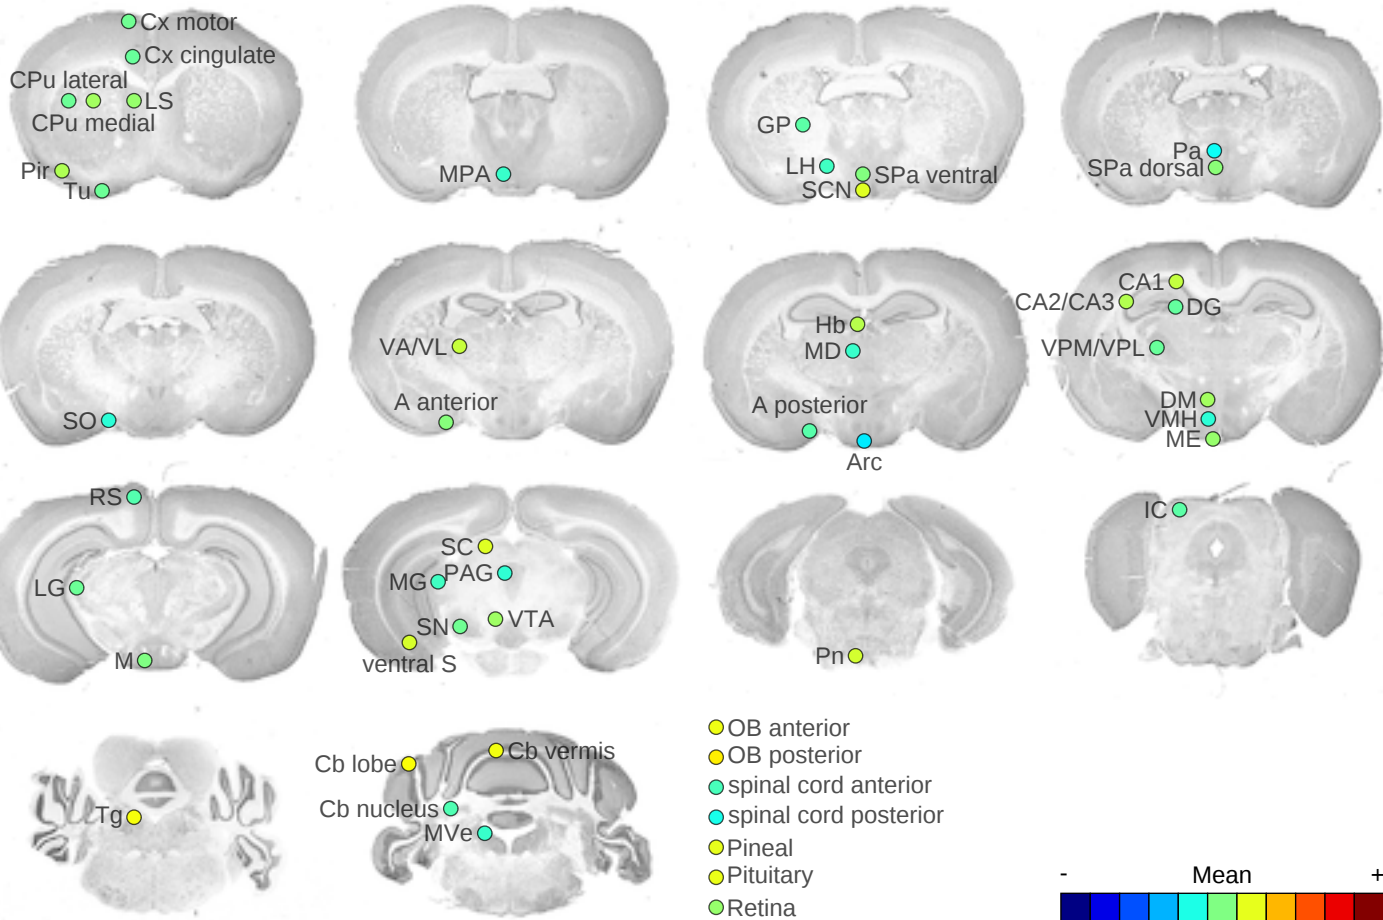 Cx motor
Cx cingulate
CPu lateral
LS
CPu medial
Pir
Tu
MPA
GP
LH
SPa ventral
SCN
Pa
SPa dorsal
SO
VA/VL
A anterior
Hb
MD
A posterior
Arc
CA1
CA2/CA3
DG
VPM/VPL
DM
VMH
ME
RS
LG
M
SC
MG
PAG
SN
VTA
ventral S
Pn
IC
Tg
Cb lobe
Cb vermis
Cb nucleus
MVe
OB anterior
OB posterior
spinal cord anterior
spinal cord posterior
Pineal
Pituitary
Retina
- Mean +